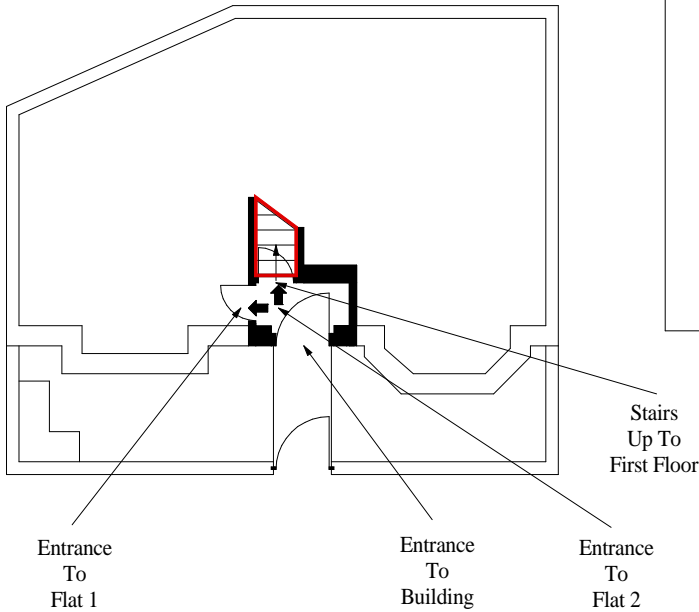 Stairs
Up To
First Floor
Entrance
To
Flat 1
Entrance
To
Building
Entrance
To
Flat 2